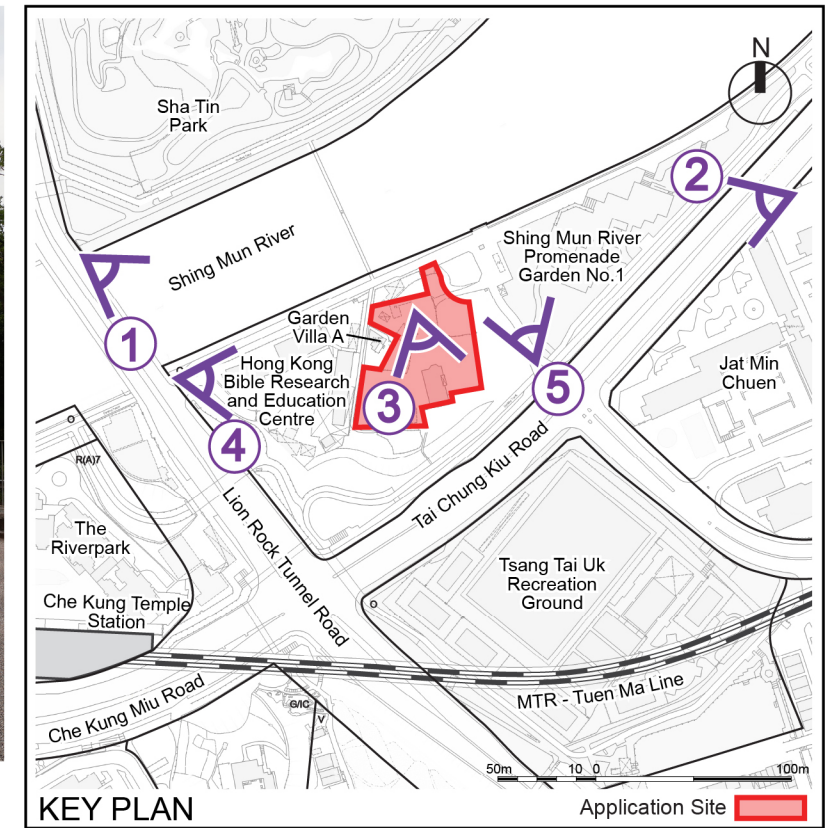 N
Sha Tin
Park
2
Shing Mun River
Shing Mun River
Promenade
Garden No.1
1
Garden
Villa A
Hong Kong
Bible Research
and Education
Centre
3
5
4
Jat Min
Chuen
R(A)7
Tai Chung Kiu Road
Lion Rock Tunnel Road
The
Riverpark
Tsang Tai Uk
Recreation
Ground
Che Kung Temple
Station
MTR - Tuen Ma Line
Che Kung Miu Road
G/IC
V
50m 10 0 100m
KEY PLAN
Application Site